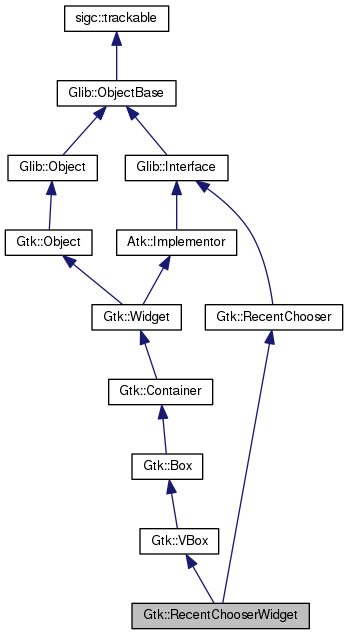 sigc::trackable
Glib::ObjectBase
Glib::Object
Glib::Interface
Gtk::Object
Atk::Implementor
Gtk::Widget
Gtk::RecentChooser
Gtk::Container
Gtk::Box
Gtk::VBox
Gtk::RecentChooserWidget